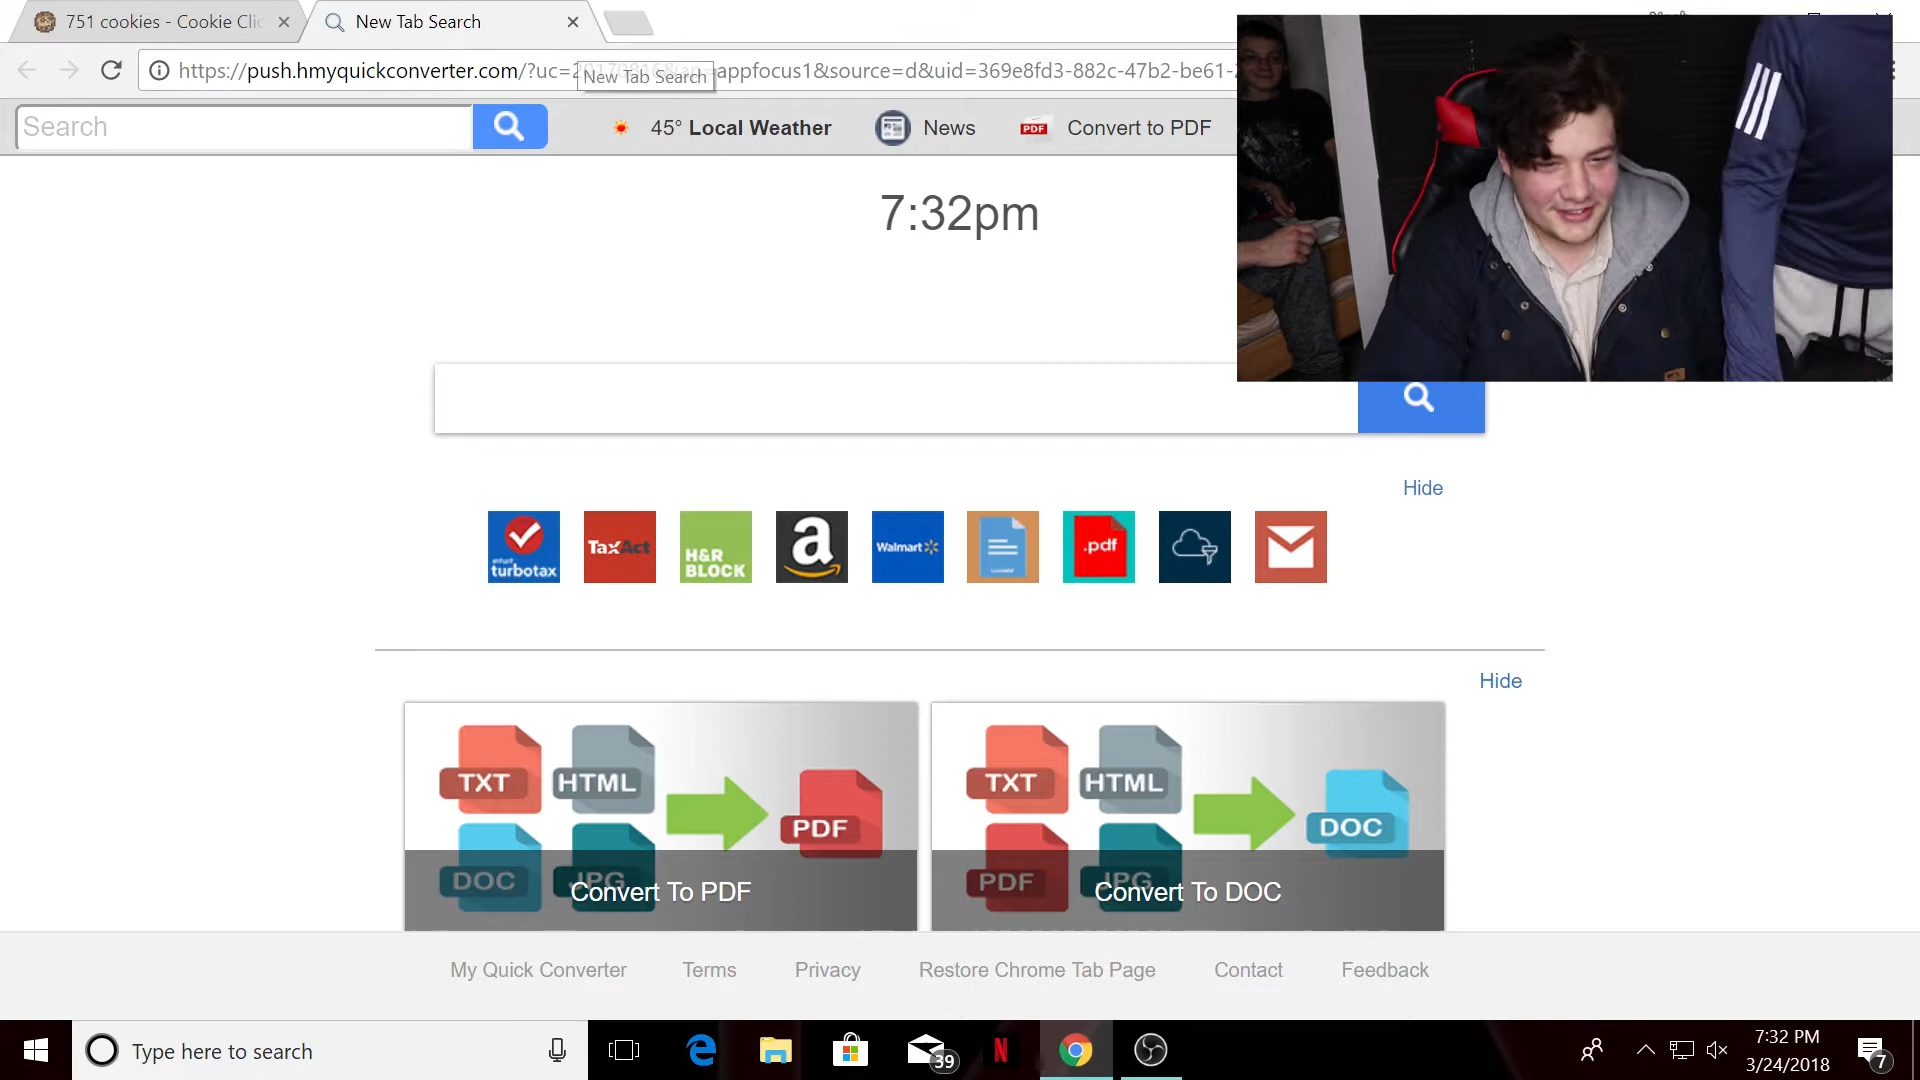 751 cookies - Cookie Clic
New Tab Search
https://push.hmyquickconverter.com/?uc=
appfocus1&source=d&uid=369e8fd3-882c-47b2-be61-
New Tab Search
Search
45° Local Weather
News
PDF
Convert to PDF
7:32pm
Hide
intuit
turbotax
TaxAct
H&R
BLOCK
a
Walmart
.pdf
Hide
TXT HTML
PDF
DOC JPG
Convert To PDF
TXT HTML
DOC
PDF JPG
Convert To DOC
My Quick Converter
Terms
Privacy
Restore Chrome Tab Page
Contact
Feedback
Type here to search
39
N
7:32 PM
3/24/2018
7